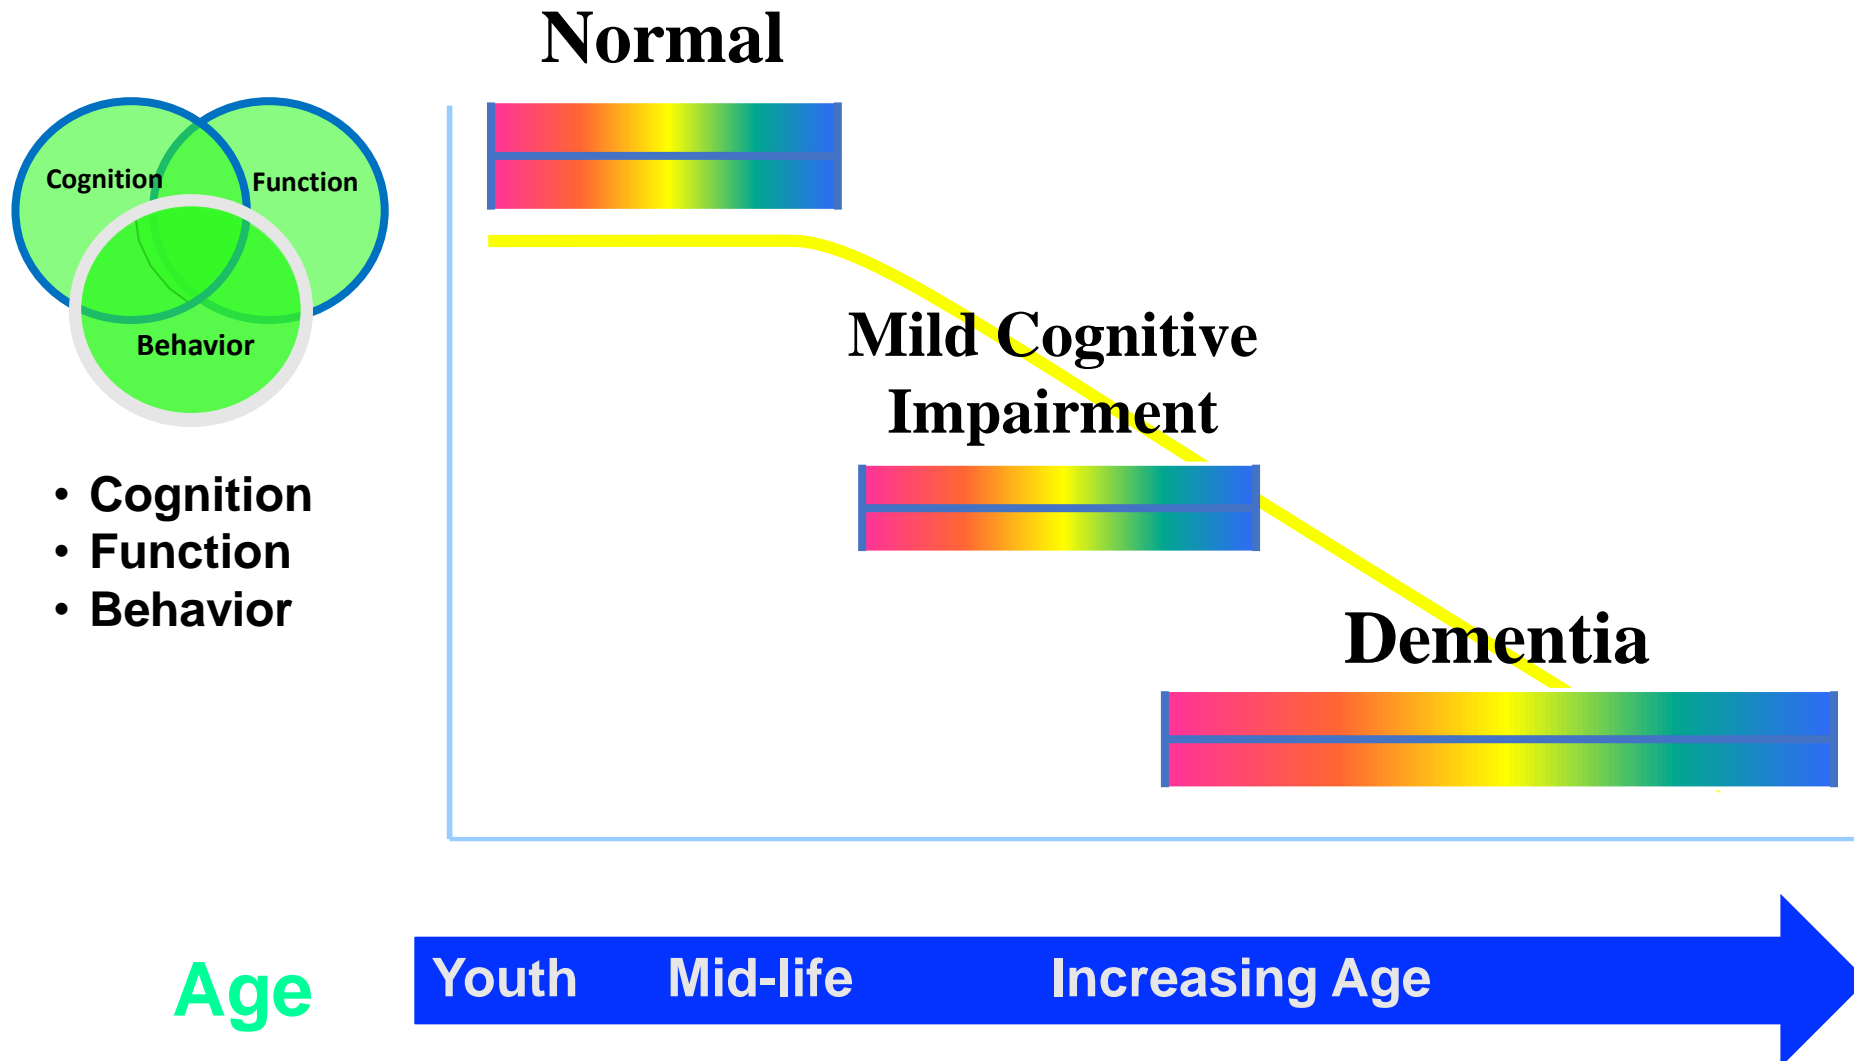 Normal
Cognition
Function
Behavior
Mild Cognitive
Impairment
• Cognition
• Function
• Behavior
Dementia
Age
Youth
Mid-life
Increasing Age